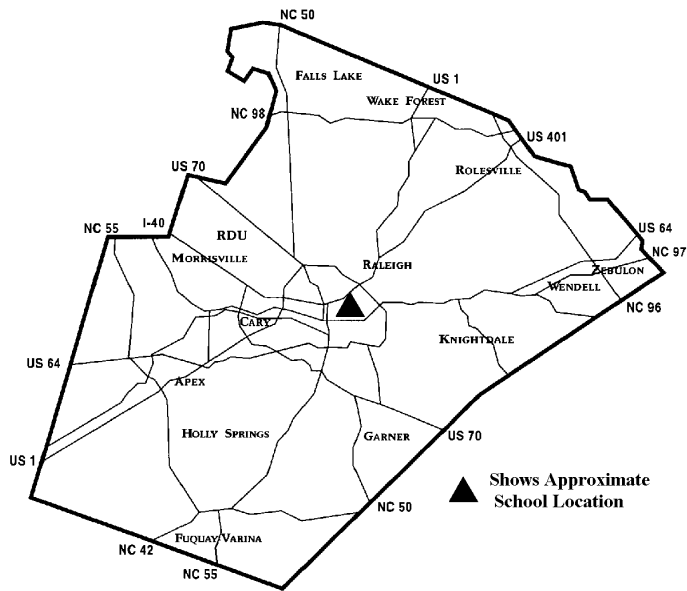 NC 50
FALLS LAKE
US 1
WAKE FOREST
NC 98
US 401
US 70
ROLESVILLE
NC 55
I-40
RDU
US 64
MORRISVILLE
RALEIGH
NC 97
ZEBULON
WENDELL
NC 96
CARY
KNIGHTDALE
US 64
APEX
HOLLY SPRINGS
GARNER
US 70
US 1
Shows Approximate
School Location
NC 50
FUQUAY VARINA
NC 42
NC 55